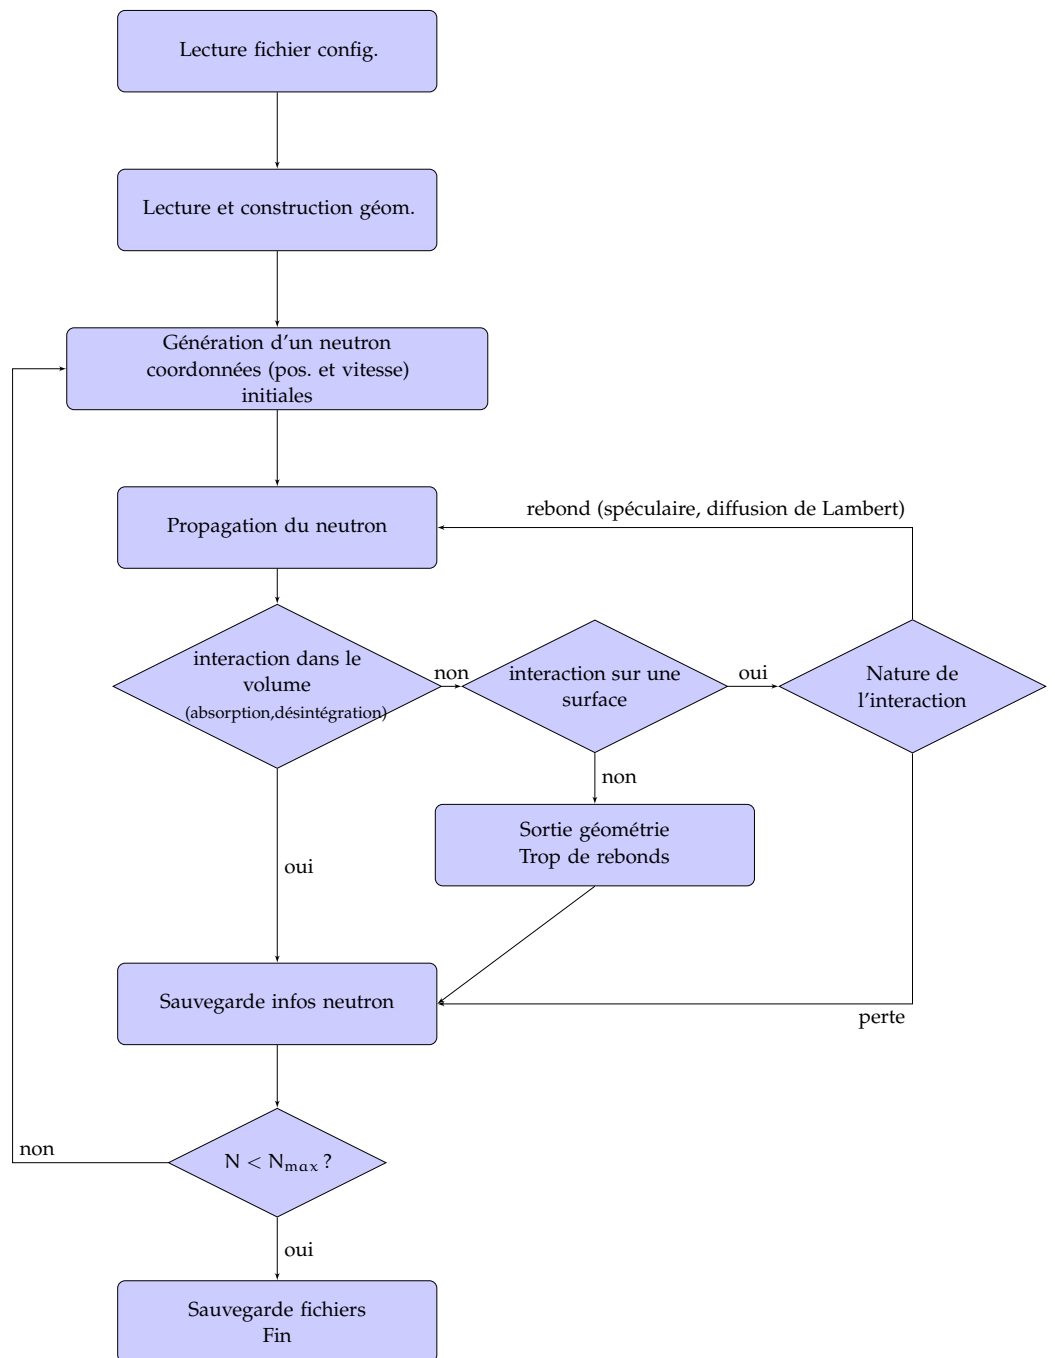 Lecture fichier config.
Lecture et construction géom.
Génération d'un neutron
coordonnées (pos. et vitesse)
initiales
Propagation du neutron
rebond (spéculaire, diffusion de Lambert)
interaction dans le
volume
(absorption,désintégration)
non
interaction sur une
surface
oui
Nature de
l'interaction
non
Sortie géométrie
Trop de rebonds
oui
Sauvegarde infos neutron
perte
non
N < N_max ?
oui
Sauvegarde fichiers
Fin